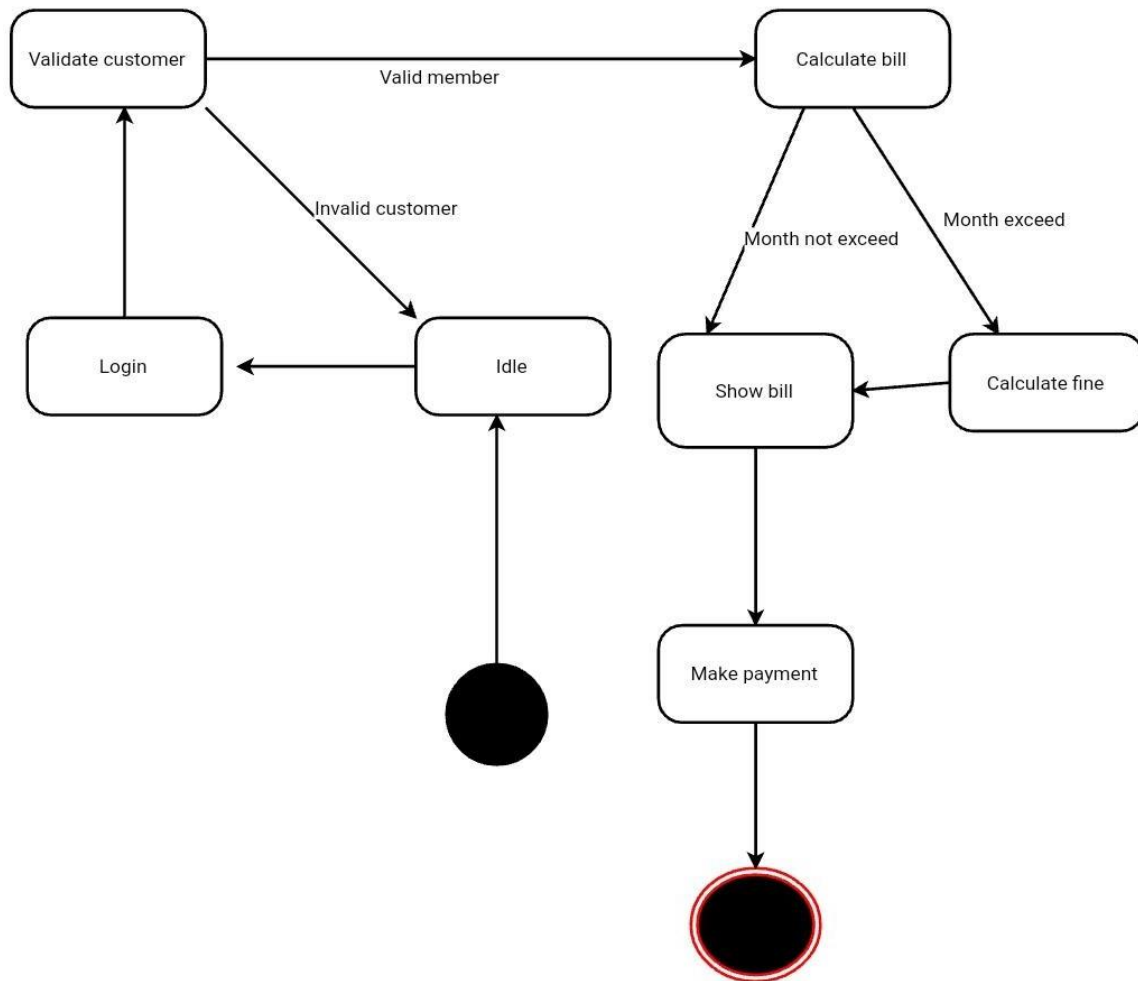 Validate customer
Calculate bill
Valid member
Invalid customer
Month exceed
Month not exceed
Login
Idle
Show bill
Calculate fine
Make payment